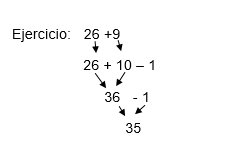 Ejercicio: 26 +9
26 + 10 – 1
36 - 1
35